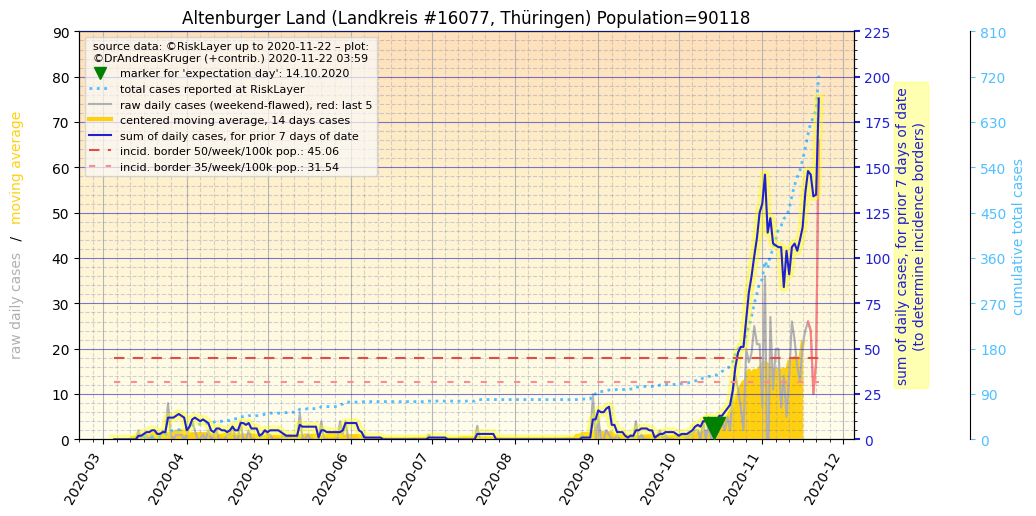 Altenburger Land (Landkreis #16077, Thüringen) Population=90118
source data: ©RiskLayer up to 2020-11-22 – plot:
©DrAndreasKruger (+contrib.) 2020-11-22 03:59
marker for 'expectation day': 14.10.2020
total cases reported at RiskLayer
raw daily cases (weekend-flawed), red: last 5
centered moving average, 14 days cases
sum of daily cases, for prior 7 days of date
incid. border 50/week/100k pop.: 45.06
incid. border 35/week/100k pop.: 31.54
raw daily cases / moving average
90
80
70
60
50
40
30
20
10
0
225
200
175
150
125
100
75
50
25
0
sum of daily cases, for prior 7 days of date
(to determine incidence borders)
810
720
630
540
450
360
270
180
90
0
cumulative total cases
2020-03
2020-04
2020-05
2020-06
2020-07
2020-08
2020-09
2020-10
2020-11
2020-12